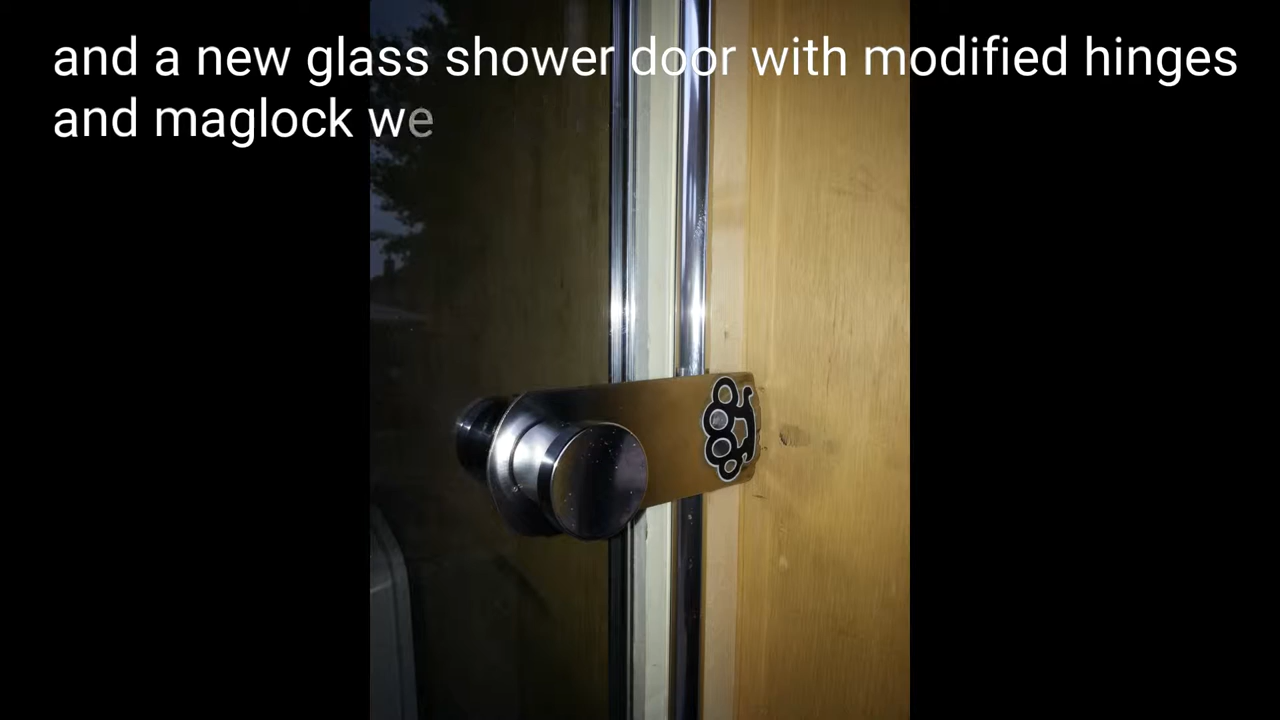 and a new glass shower door with modified hinges
and maglock we